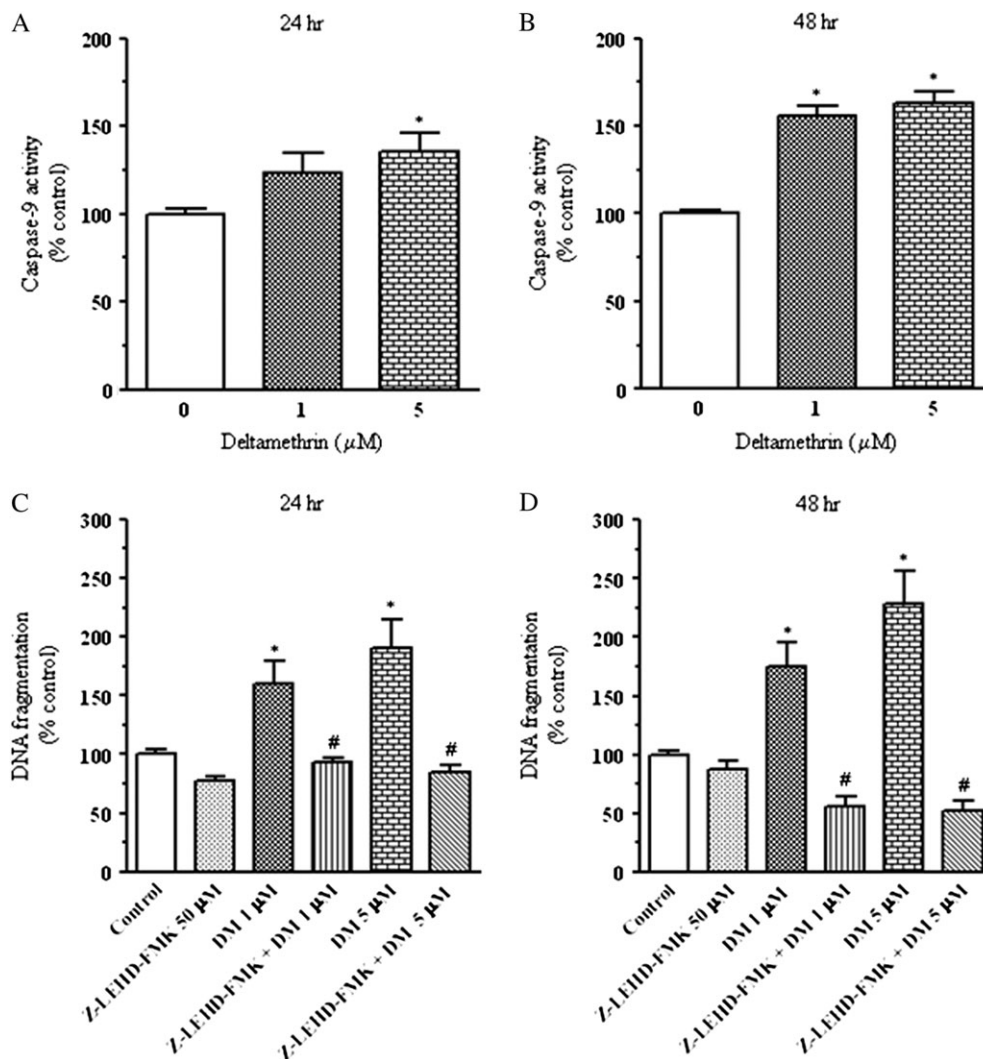 A
24 hr
200
150
100
50
0
Caspase-9 activity
(% control)
*
0 1 5
Deltamethrin (μM)
B
48 hr
200
150
100
50
0
Caspase-9 activity
(% control)
* *
0 1 5
Deltamethrin (μM)
C
24 hr
300
250
200
150
100
50
0
DNA fragmentation
(% control)
* # * #
Control
Z-LEHD-FMK 50 μM
DM 1 μM
Z-LEHD-FMK + DM 1 μM
DM 5 μM
Z-LEHD-FMK + DM 5 μM
D
48 hr
300
250
200
150
100
50
0
DNA fragmentation
(% control)
* # * #
Control
Z-LEHD-FMK 50 μM
DM 1 μM
Z-LEHD-FMK + DM 1 μM
DM 5 μM
Z-LEHD-FMK + DM 5 μM